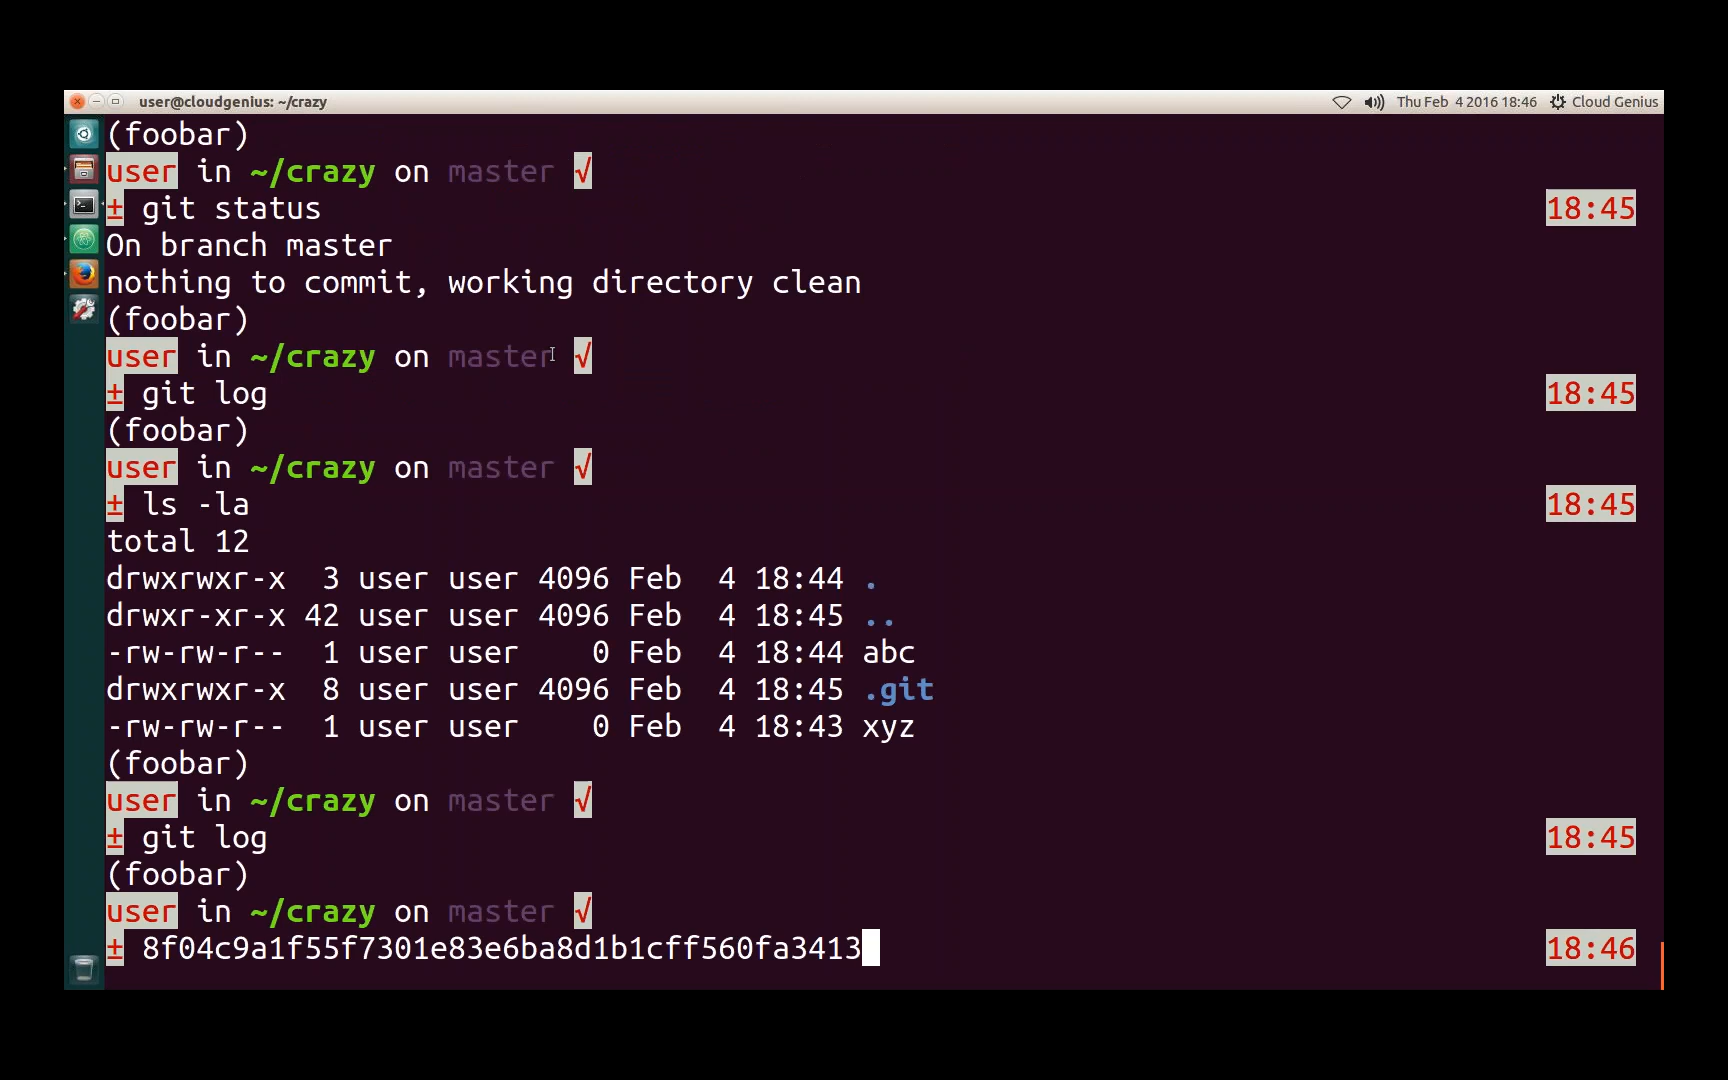 user@cloudgenius: ~/crazy
Thu Feb 4 2016 18:46 Cloud Genius
(foobar)
user in ~/crazy on master √
± git status 18:45
On branch master
nothing to commit, working directory clean
(foobar)
user in ~/crazy on master √
± git log 18:45
(foobar)
user in ~/crazy on master √
± ls -la 18:45
total 12
drwxrwxr-x  3 user user 4096 Feb  4 18:44 .
drwxr-xr-x 42 user user 4096 Feb  4 18:45 ..
-rw-rw-r--  1 user user    0 Feb  4 18:44 abc
drwxrwxr-x  8 user user 4096 Feb  4 18:45 .git
-rw-rw-r--  1 user user    0 Feb  4 18:43 xyz
(foobar)
user in ~/crazy on master √
± git log 18:45
(foobar)
user in ~/crazy on master √
± 8f04c9a1f55f7301e83e6ba8d1b1cff560fa3413 18:46